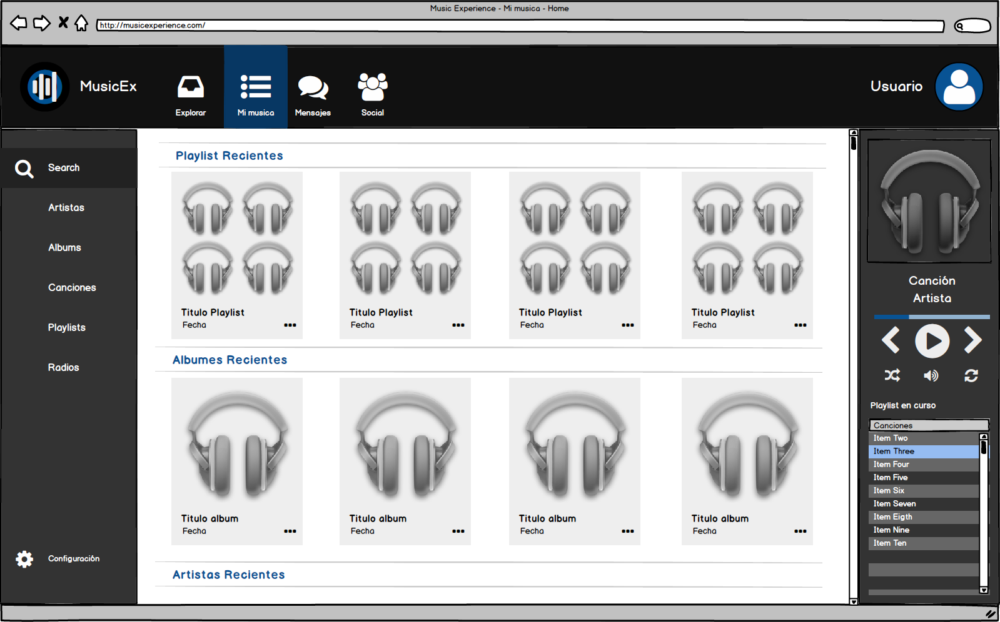 Music Experience - Mi musica - Home
http://musicexperience.com/
MusicEx
Explorar
Mi musica
Mensajes
Social
Usuario
Search
Artistas
Albums
Canciones
Playlists
Radios
Configuración
Playlist Recientes
Titulo Playlist
Fecha
Titulo Playlist
Fecha
Titulo Playlist
Fecha
Titulo Playlist
Fecha
Albumes Recientes
Titulo album
Fecha
Titulo album
Fecha
Titulo album
Fecha
Titulo album
Fecha
Artistas Recientes
Canción
Artista
Playlist en curso
Canciones
Item Two
Item Three
Item Four
Item Five
Item Six
Item Seven
Item Eigth
Item Nine
Item Ten